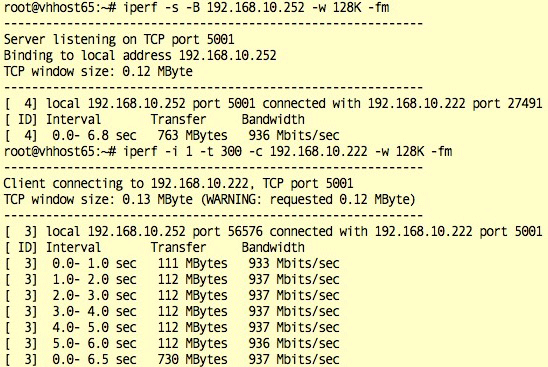 root@vhhost65:~# iperf -s -B 192.168.10.252 -w 128K -fm
------------------------------------------------------------
Server listening on TCP port 5001
Binding to local address 192.168.10.252
TCP window size: 0.12 MByte
------------------------------------------------------------
[  4] local 192.168.10.252 port 5001 connected with 192.168.10.222 port 27491
[ ID] Interval       Transfer     Bandwidth
[  4]  0.0- 6.8 sec   763 MBytes   936 Mbits/sec
root@vhhost65:~# iperf -i 1 -t 300 -c 192.168.10.222 -w 128K -fm
------------------------------------------------------------
Client connecting to 192.168.10.222, TCP port 5001
TCP window size: 0.13 MByte (WARNING: requested 0.12 MByte)
------------------------------------------------------------
[  3] local 192.168.10.252 port 56576 connected with 192.168.10.222 port 5001
[ ID] Interval       Transfer     Bandwidth
[  3]  0.0- 1.0 sec   111 MBytes   933 Mbits/sec
[  3]  1.0- 2.0 sec   112 MBytes   937 Mbits/sec
[  3]  2.0- 3.0 sec   112 MBytes   937 Mbits/sec
[  3]  3.0- 4.0 sec   112 MBytes   937 Mbits/sec
[  3]  4.0- 5.0 sec   112 MBytes   937 Mbits/sec
[  3]  5.0- 6.0 sec   112 MBytes   936 Mbits/sec
[  3]  0.0- 6.5 sec   730 MBytes   937 Mbits/sec